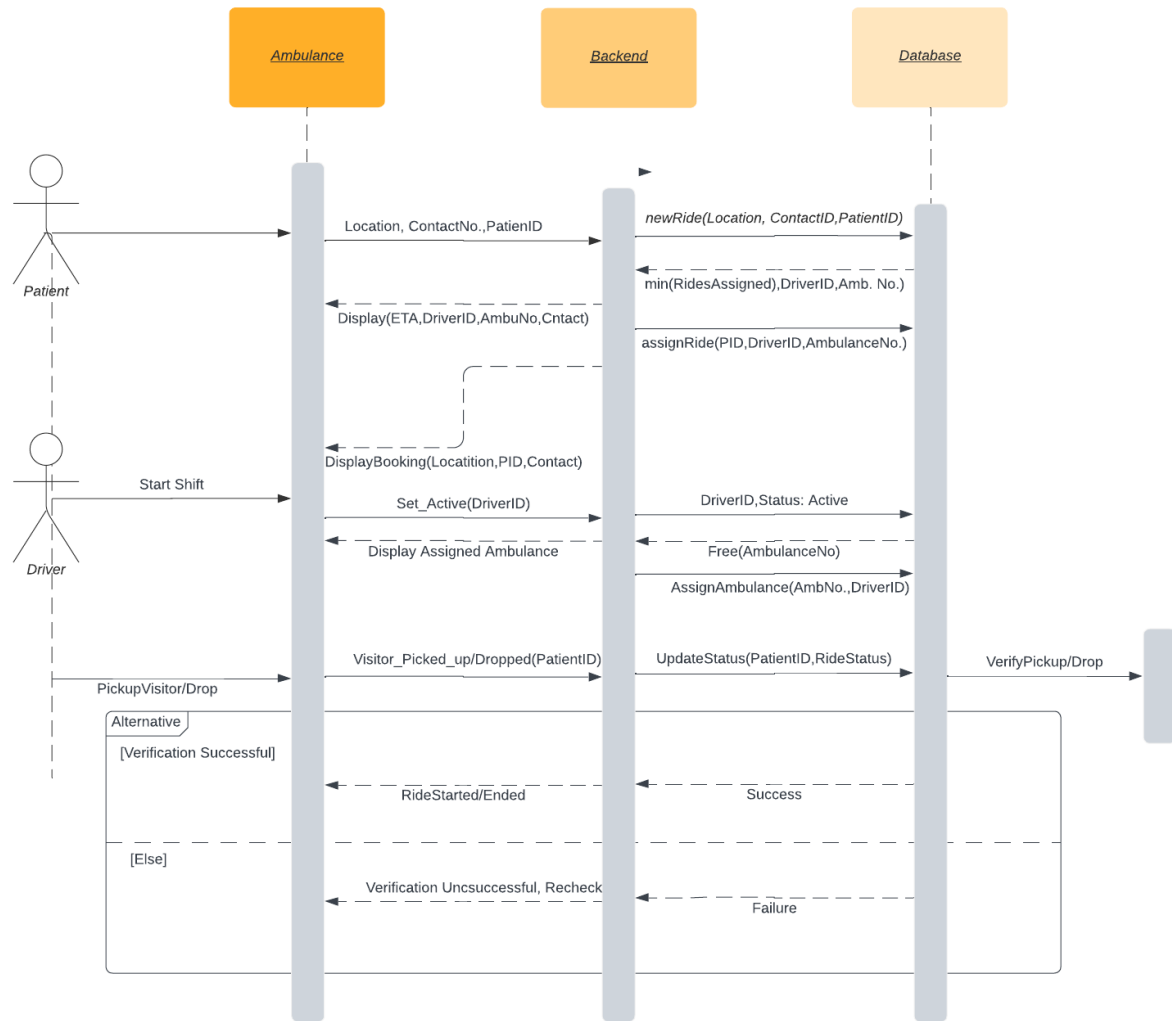 Ambulance
Backend
Database
newRide(Location, ContactID,PatientID)
Location, ContactNo.,PatienID
Patient
min(RidesAssigned),DriverID,Amb. No.)
Display(ETA,DriverID,AmbuNo,Cntact)
assignRide(PID,DriverID,AmbulanceNo.)
DisplayBooking(Locatition,PID,Contact)
Start Shift
Set_Active(DriverID)
DriverID,Status: Active
Display Assigned Ambulance
Free(AmbulanceNo)
Driver
AssignAmbulance(AmbNo.,DriverID)
Visitor_Picked_up/Dropped(PatientID)
UpdateStatus(PatientID,RideStatus)
VerifyPickup/Drop
PickupVisitor/Drop
Alternative
[Verification Successful]
RideStarted/Ended
Success
[Else]
Verification Uncsuccessful, Recheck
Failure